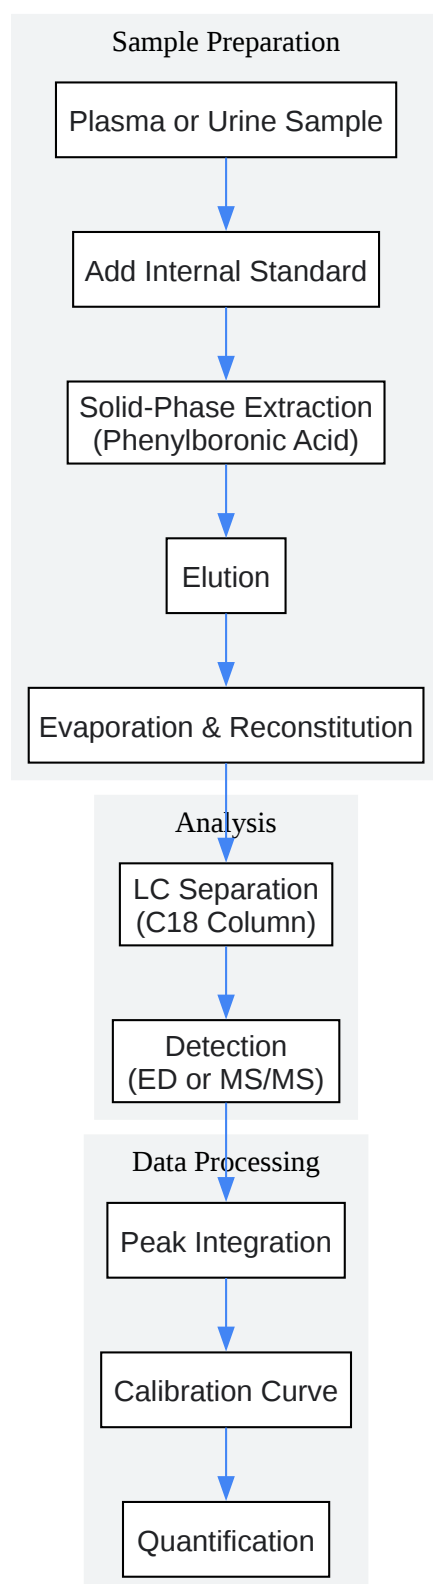 Sample Preparation
Plasma or Urine Sample
Add Internal Standard
Solid-Phase Extraction
(Phenylboronic Acid)
Elution
Evaporation & Reconstitution
Analysis
LC Separation
(C18 Column)
Detection
(ED or MS/MS)
Data Processing
Peak Integration
Calibration Curve
Quantification